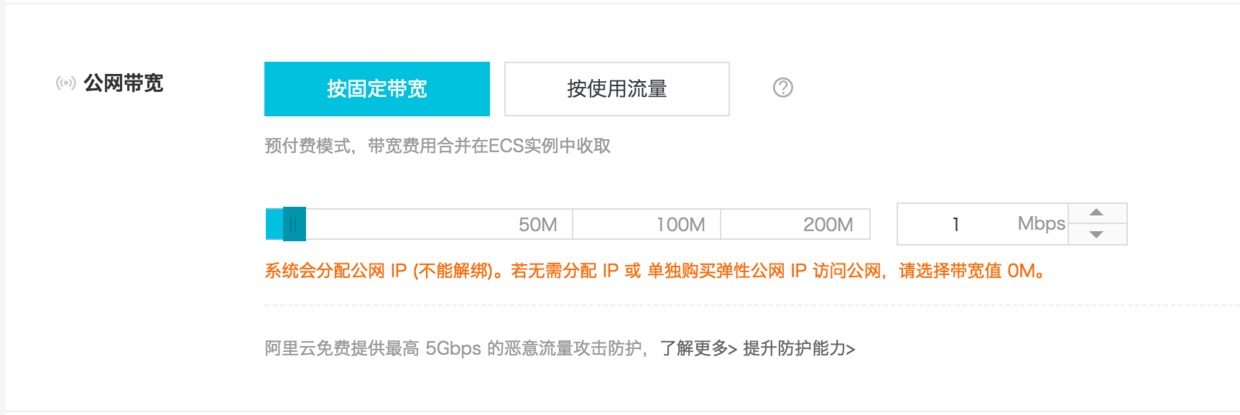 公网带宽 按固定带宽 按使用流量 ?
预付费模式，带宽费用合并在ECS实例中收取
50M 100M 200M 1 Mbps
系统会分配公网 IP (不能解绑)。若无需分配 IP 或 单独购买弹性公网 IP 访问公网，请选择带宽值 0M。
阿里云免费提供最高 5Gbps 的恶意流量攻击防护，了解更多> 提升防护能力>